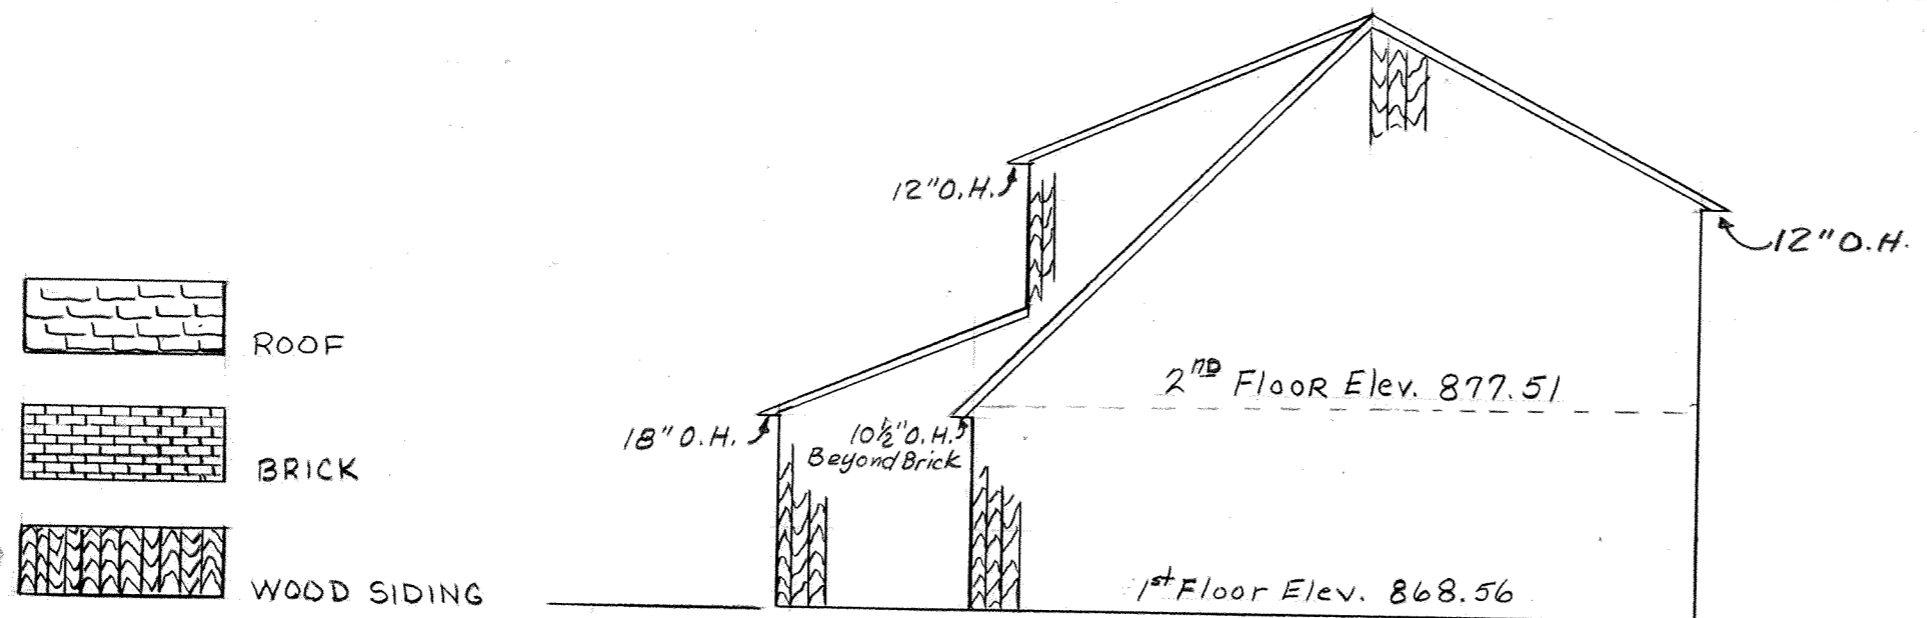 12"O.H.
12"O.H.
ROOF
2ND FLOOR Elev. 877.51
18"O.H.
10½"O.H.
Beyond Brick
BRICK
1st Floor Elev. 868.56
WOOD SIDING